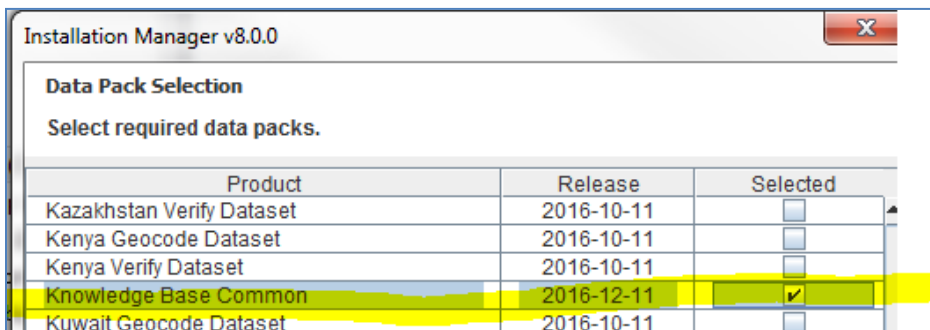 Installation Manager v8.0.0
Data Pack Selection
Select required data packs.
Product Release Selected
Kazakhstan Verify Dataset 2016-10-11
Kenya Geocode Dataset 2016-10-11
Kenya Verify Dataset 2016-10-11
Knowledge Base Common 2016-12-11
Kuwait Geocode Dataset 2016-10-11